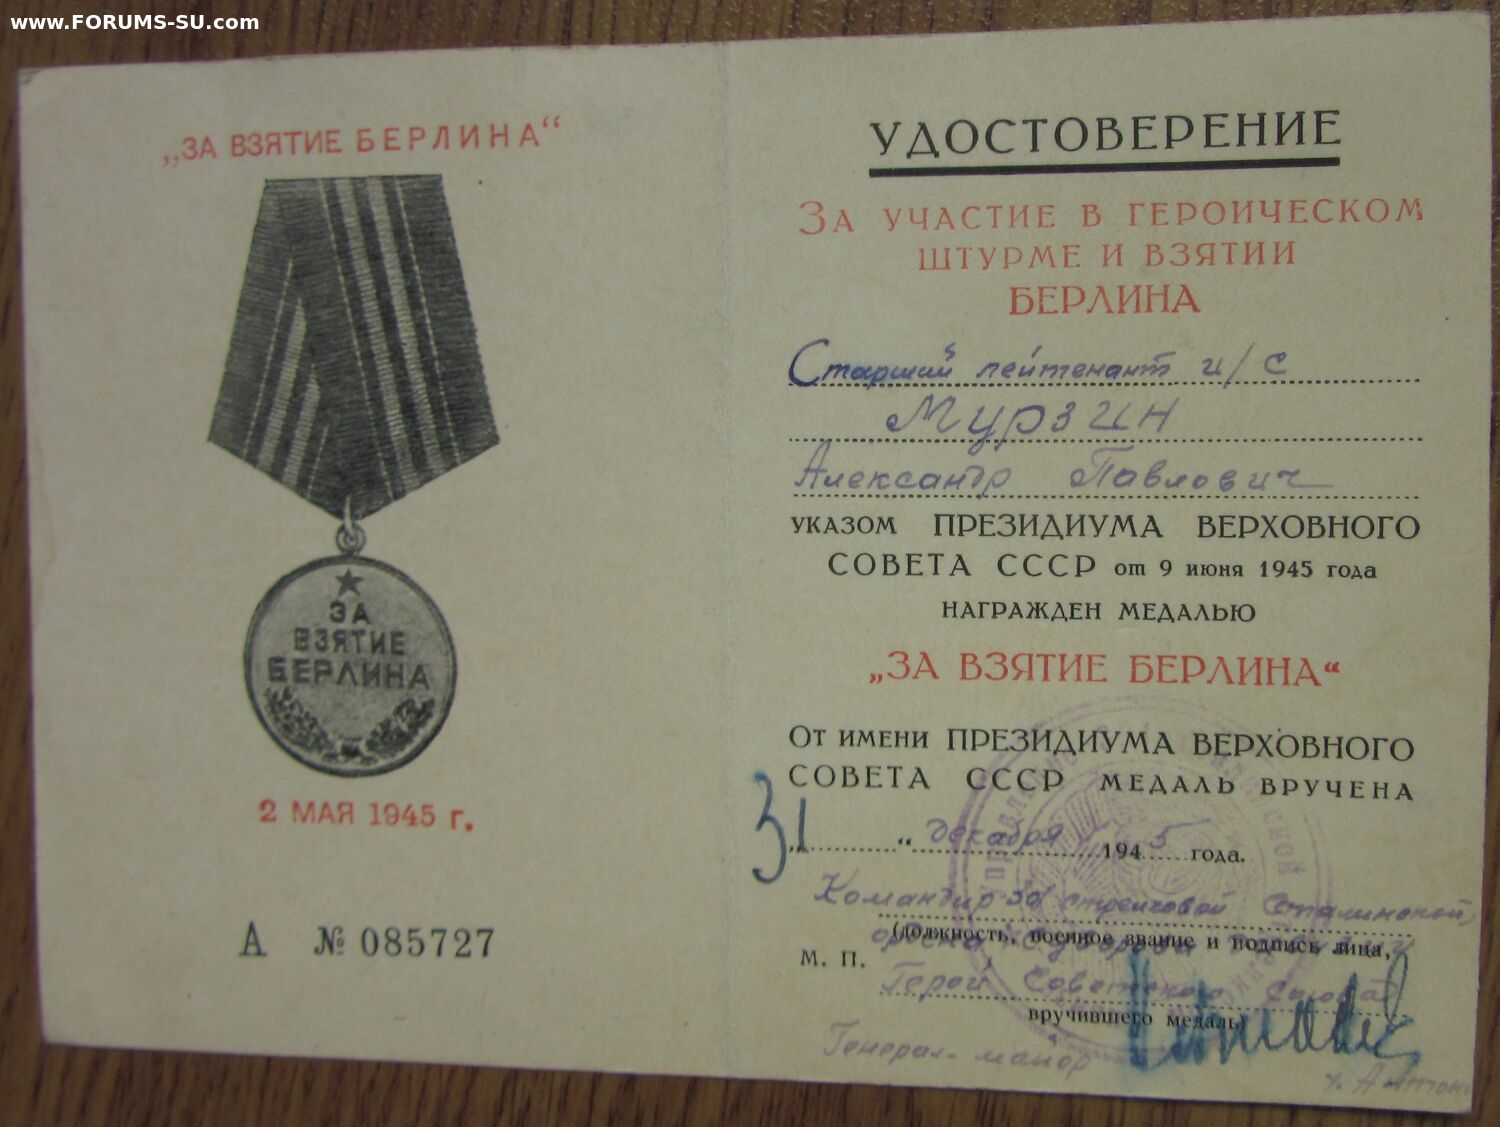 www.FORUMS-SU.com
„ЗА ВЗЯТИЕ БЕРЛИНА“
ЗА
ВЗЯТИЕ
БЕРЛИНА
2 МАЯ 1945 г.
А № 085727
УДОСТОВЕРЕНИЕ
ЗА УЧАСТИЕ В ГЕРОИЧЕСКОМ
ШТУРМЕ И ВЗЯТИИ
БЕРЛИНА
Старший лейтенант и/с
Мурзин
Александр Павлович
УКАЗОМ ПРЕЗИДИУМА ВЕРХОВНОГО
СОВЕТА СССР от 9 июня 1945 года
НАГРАЖДЕН МЕДАЛЬЮ
„ЗА ВЗЯТИЕ БЕРЛИНА“
ОТ ИМЕНИ ПРЕЗИДИУМА ВЕРХОВНОГО
СОВЕТА СССР МЕДАЛЬ ВРУЧЕНА
„31“ декабря 1945 года.
Командир стрелковой Сталинской,
(должность, военное звание и подпись лица,
М. П.
Герой Советского Союза
вручившего медаль)
Генерал-майор